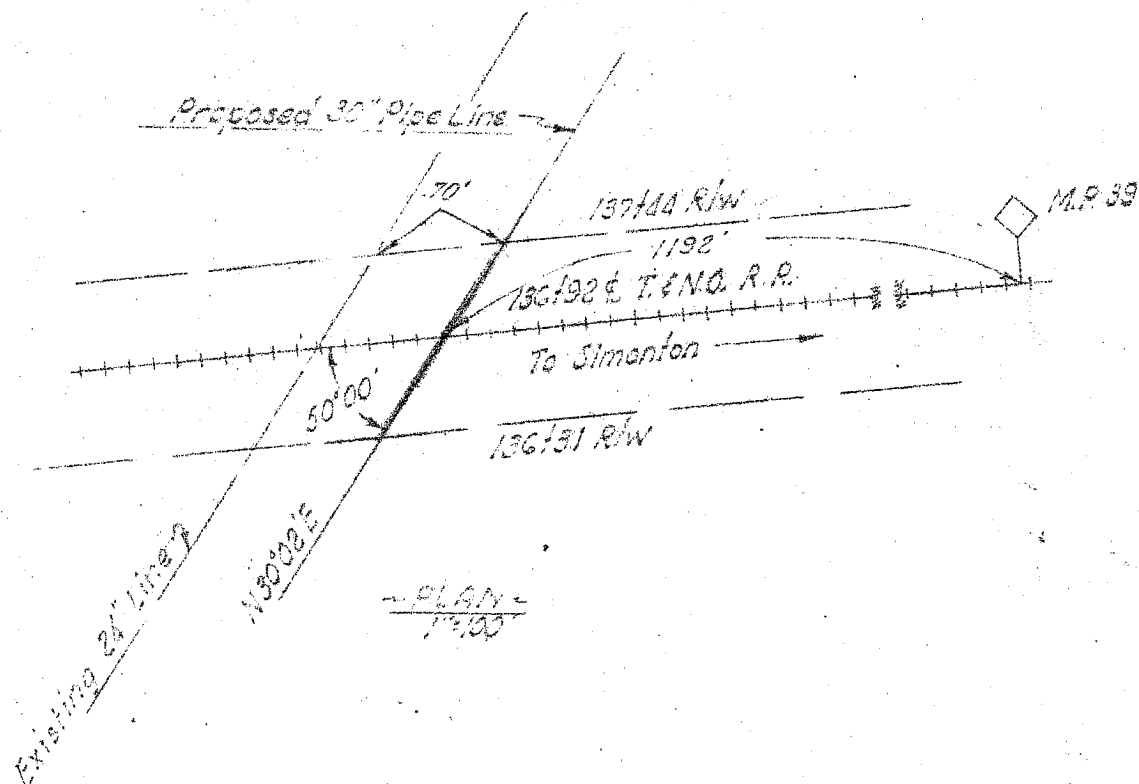 Proposed 30" Pipe Line
70'
137+44 R/W
M.P. 39
1192'
136+92 ℄ T. & N.O. R.R.
To Simonton
50°00'
136+31 R/W
N30°02'E
Existing Line
- PLAN -
1"=100'